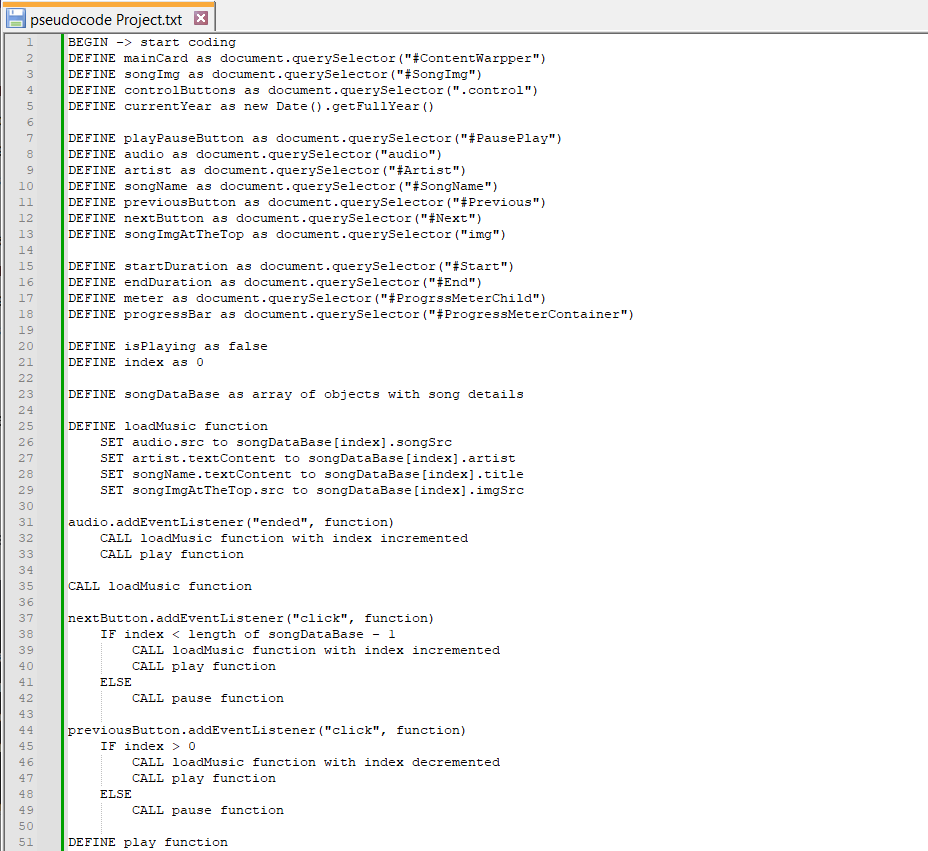 pseudocode Project.txt
1 BEGIN -> start coding
2 DEFINE mainCard as document.querySelector("#ContentWarpper")
3 DEFINE songImg as document.querySelector("#SongImg")
4 DEFINE controlButtons as document.querySelector(".control")
5 DEFINE currentYear as new Date().getFullYear()
6
7 DEFINE playPauseButton as document.querySelector("#PausePlay")
8 DEFINE audio as document.querySelector("audio")
9 DEFINE artist as document.querySelector("#Artist")
10 DEFINE songName as document.querySelector("#SongName")
11 DEFINE previousButton as document.querySelector("#Previous")
12 DEFINE nextButton as document.querySelector("#Next")
13 DEFINE songImgAtTheTop as document.querySelector("img")
14
15 DEFINE startDuration as document.querySelector("#Start")
16 DEFINE endDuration as document.querySelector("#End")
17 DEFINE meter as document.querySelector("#ProgrssMeterChild")
18 DEFINE progressBar as document.querySelector("#ProgressMeterContainer")
19
20 DEFINE isPlaying as false
21 DEFINE index as 0
22
23 DEFINE songDataBase as array of objects with song details
24
25 DEFINE loadMusic function
26     SET audio.src to songDataBase[index].songSrc
27     SET artist.textContent to songDataBase[index].artist
28     SET songName.textContent to songDataBase[index].title
29     SET songImgAtTheTop.src to songDataBase[index].imgSrc
30
31 audio.addEventListener("ended", function)
32     CALL loadMusic function with index incremented
33     CALL play function
34
35 CALL loadMusic function
36
37 nextButton.addEventListener("click", function)
38     IF index < length of songDataBase - 1
39         CALL loadMusic function with index incremented
40         CALL play function
41     ELSE
42         CALL pause function
43
44 previousButton.addEventListener("click", function)
45     IF index > 0
46         CALL loadMusic function with index decremented
47         CALL play function
48     ELSE
49         CALL pause function
50
51 DEFINE play function